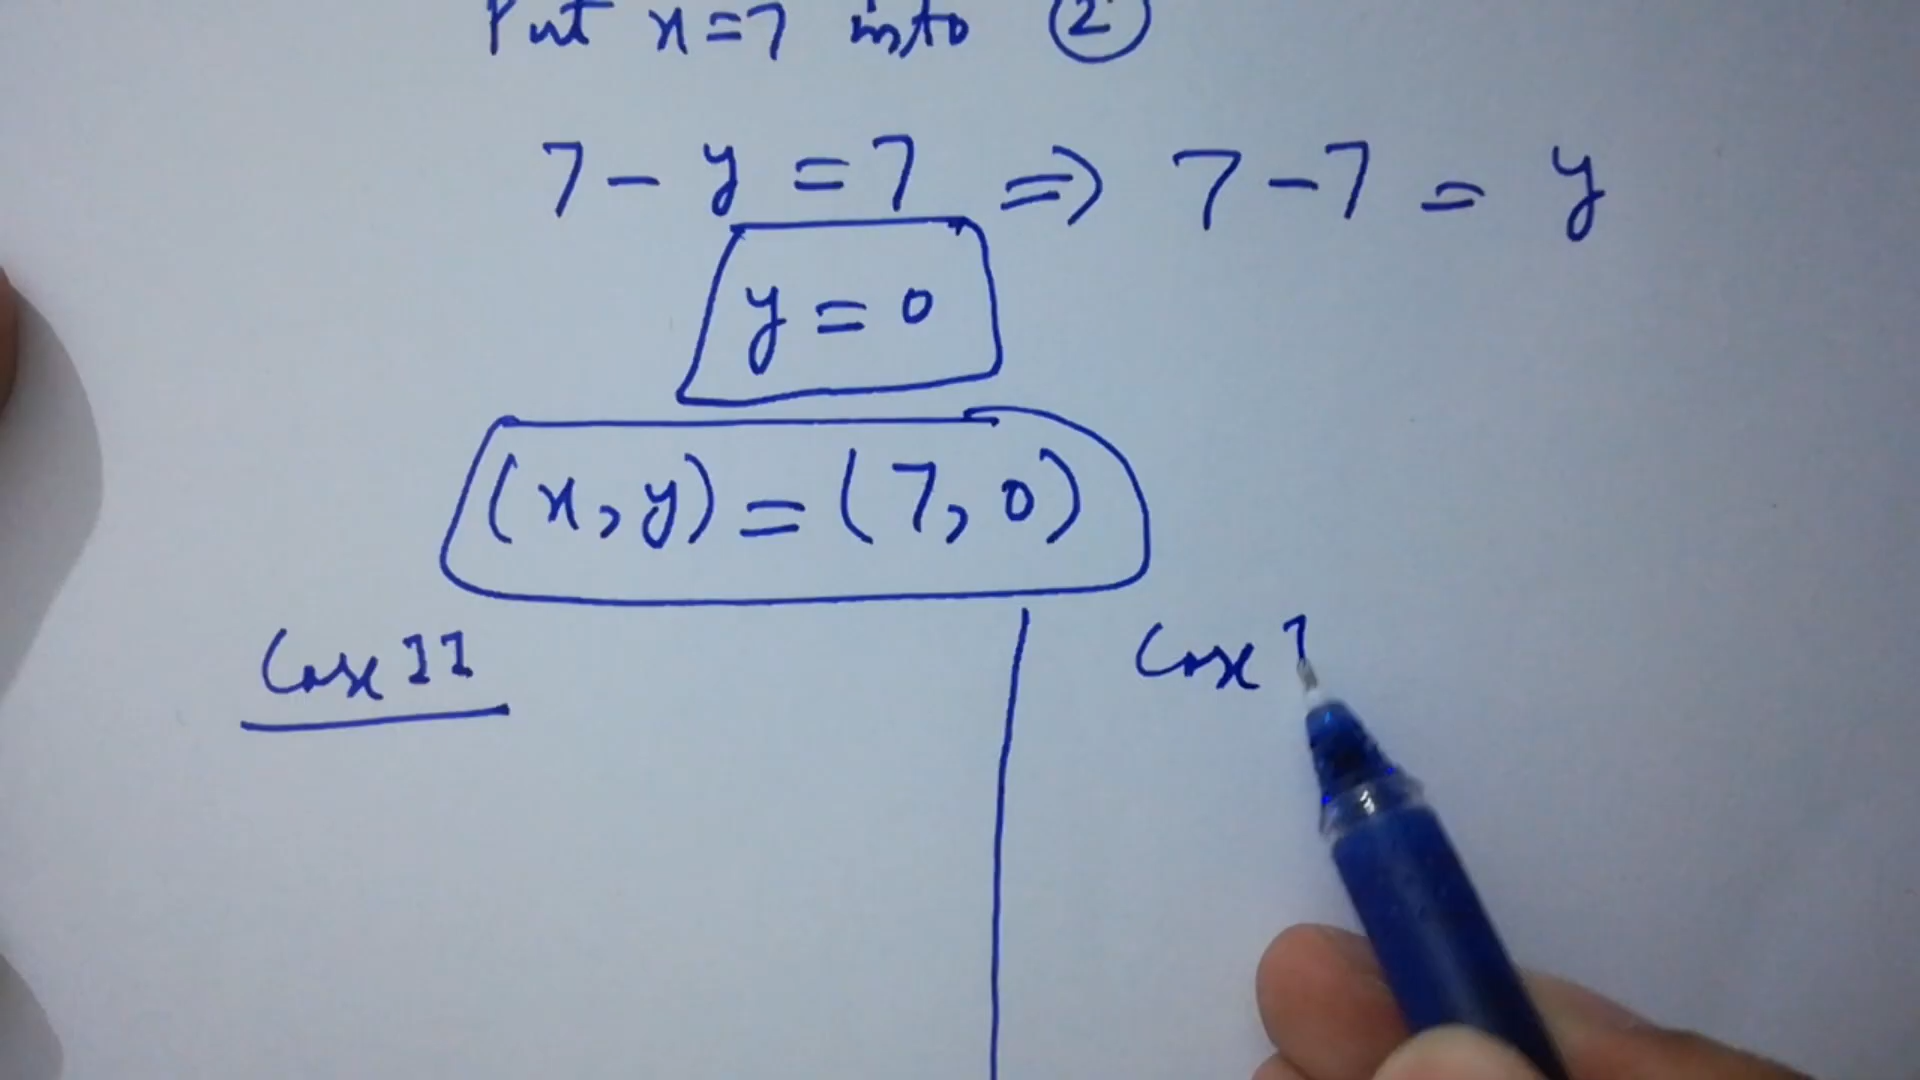 Put x=7 into ②
7 - y = 7 ⇒ 7 - 7 = y
y = 0
(x, y) = (7, 0)
Case II
Case I